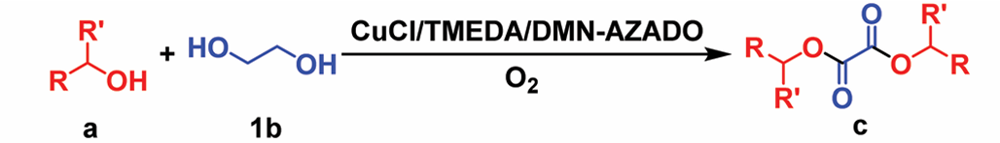 R'
R
OH
a
+
HO
OH
1b
CuCl/TMEDA/DMN-AZADO
O2
R
R'
O
O
O
O
R'
R
c